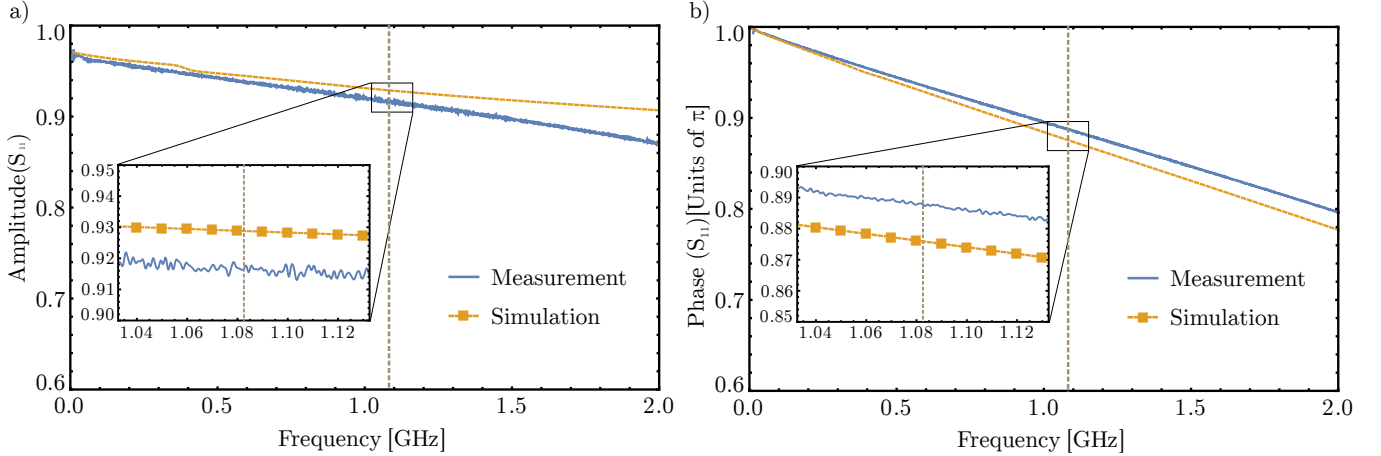 a)
1.0
0.9
0.8
0.7
0.6
Amplitude(S₁₁)
0.95
0.94
0.93
0.92
0.91
0.90
1.04 1.06 1.08 1.10 1.12
Measurement
Simulation
0.0 0.5 1.0 1.5 2.0
Frequency [GHz]
b)
1.0
0.9
0.8
0.7
0.6
Phase (S₁₁)[Units of π]
0.90
0.89
0.88
0.87
0.86
0.85
1.04 1.06 1.08 1.10 1.12
Measurement
Simulation
0.0 0.5 1.0 1.5 2.0
Frequency [GHz]